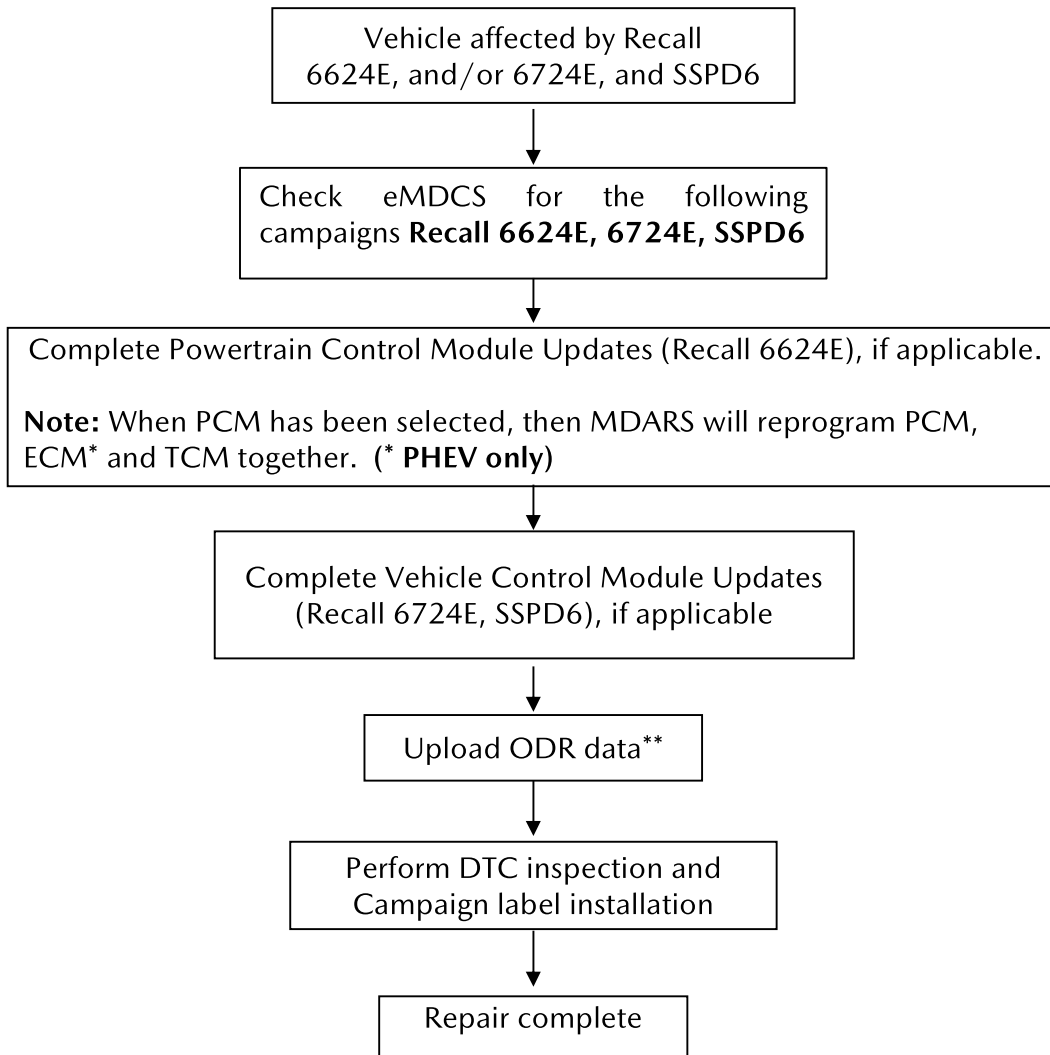 Vehicle affected by Recall
6624E, and/or 6724E, and SSPD6
Check eMDCS for the following
campaigns Recall 6624E, 6724E, SSPD6
Complete Powertrain Control Module Updates (Recall 6624E), if applicable.
Note: When PCM has been selected, then MDARS will reprogram PCM,
ECM* and TCM together. (* PHEV only)
Complete Vehicle Control Module Updates
(Recall 6724E, SSPD6), if applicable
Upload ODR data**
Perform DTC inspection and
Campaign label installation
Repair complete